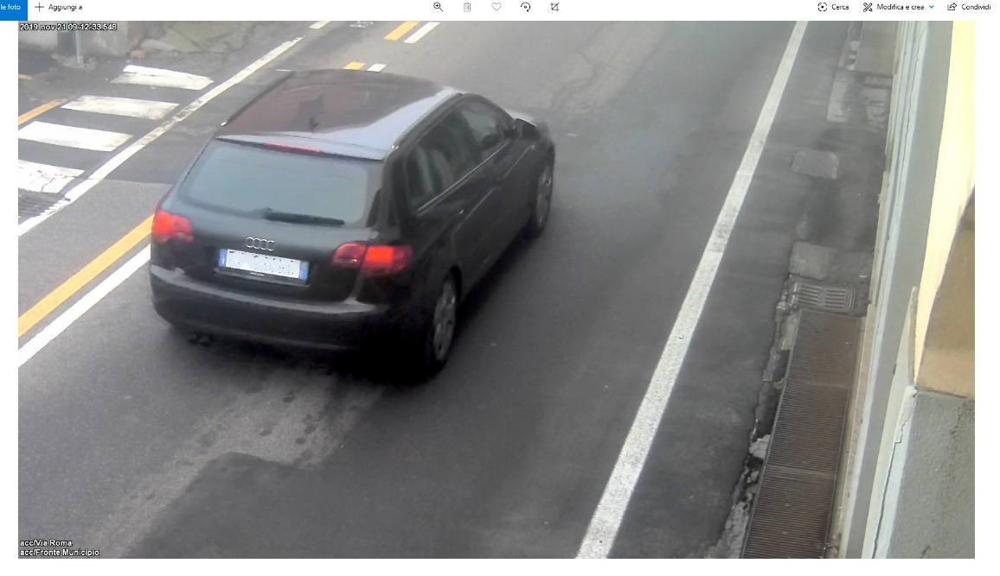 le foto
Aggiungi a
Cerca
Modifica e crea
Condividi
2019-nov-21 09-12-33.548
acc/Via Roma
acc/Fronte Municipio